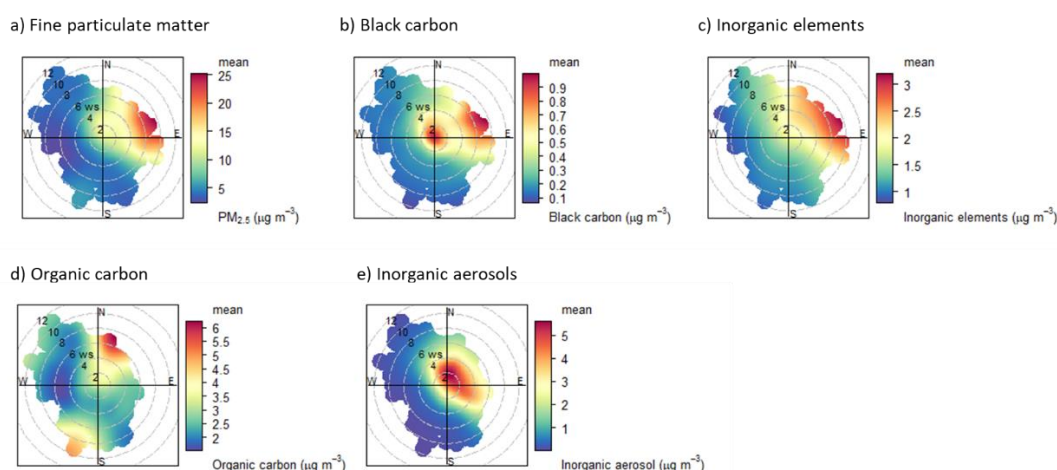 a) Fine particulate matter
mean
N
12
10
8
6 ws
4
2
W
E
S
25
20
15
10
5
PM2.5 (μg m−3)
b) Black carbon
mean
N
12
10
8
6 ws
4
2
W
E
S
0.9
0.8
0.7
0.6
0.5
0.4
0.3
0.2
0.1
Black carbon (μg m−3)
c) Inorganic elements
mean
N
12
10
8
6 ws
4
2
W
E
S
3
2.5
2
1.5
1
Inorganic elements (μg m−3)
d) Organic carbon
mean
N
12
10
8
6 ws
4
2
W
E
S
6
5.5
5
4.5
4
3.5
3
2.5
2
Organic carbon (μg m−3)
e) Inorganic aerosols
mean
N
12
10
8
6 ws
4
2
W
E
S
5
4
3
2
1
Inorganic aerosol (μg m−3)